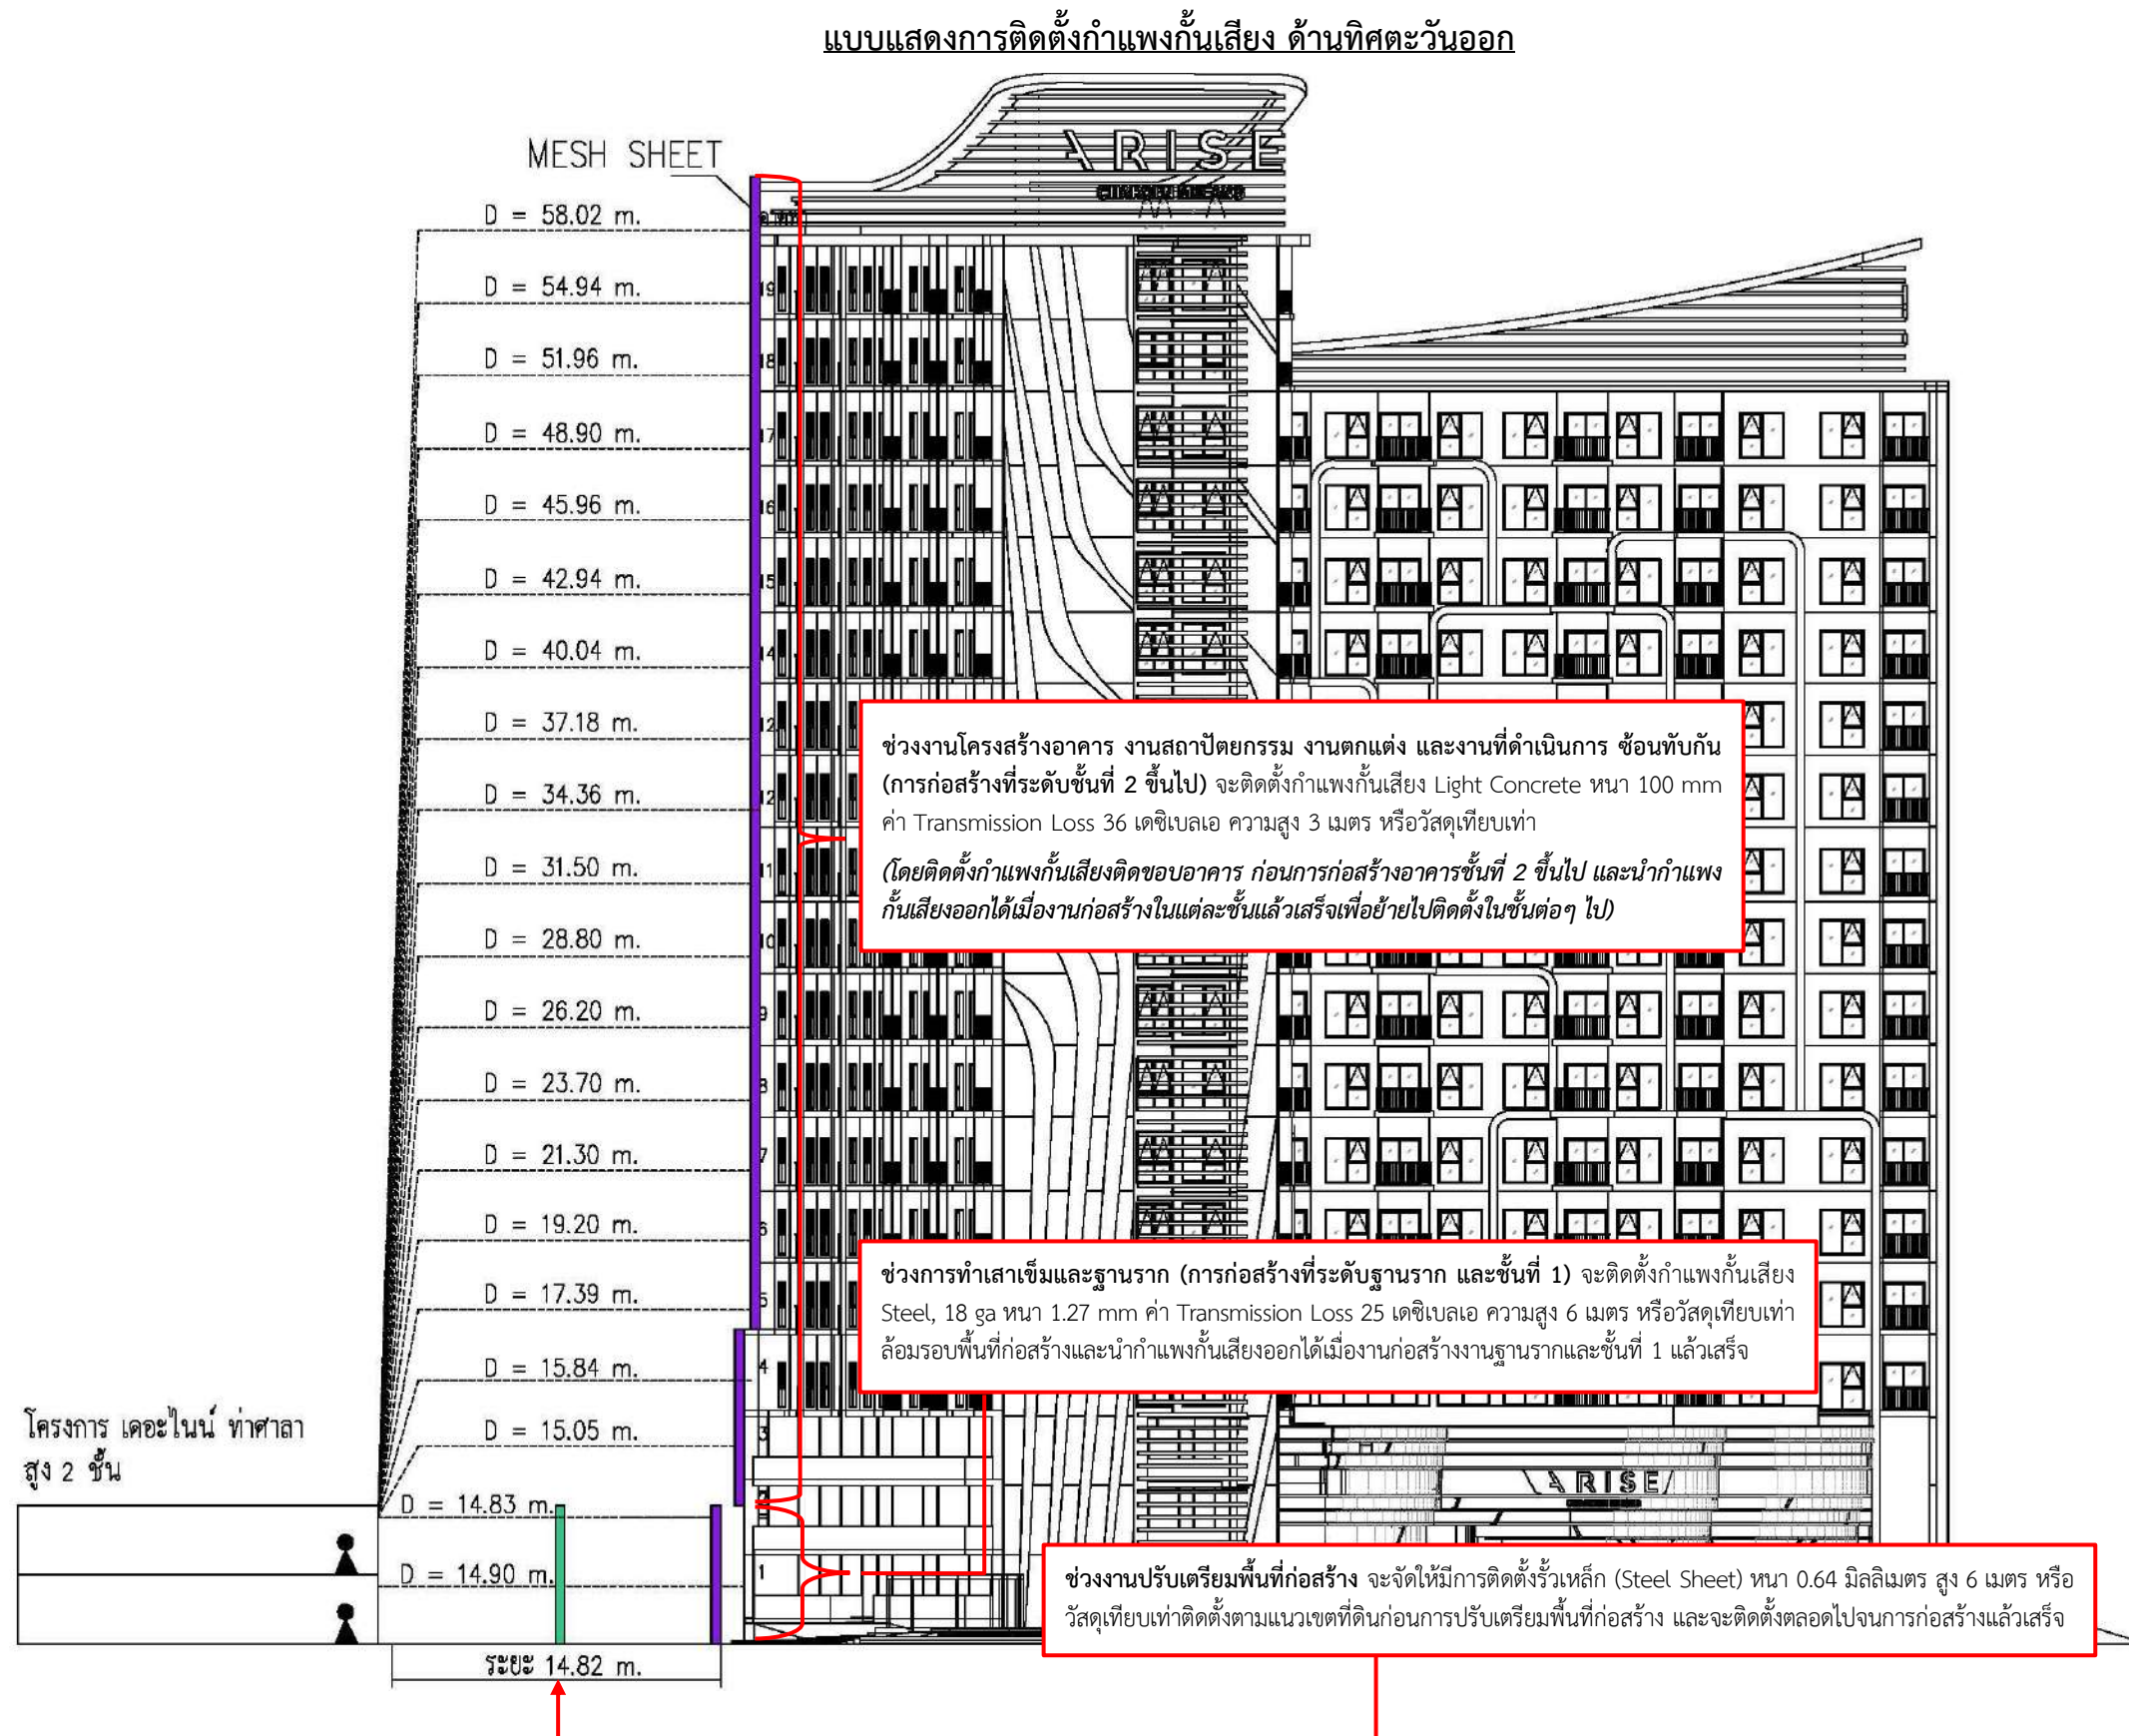 แบบแสดงการติดตั้งกำแพงกั้นเสียง ด้านทิศตะวันออก
ARISE
MESH SHEET
D = 58.02 m.
D = 54.94 m.
19
D = 51.96 m.
18
D = 48.90 m.
17
D = 45.96 m.
16
D = 42.94 m.
15
D = 40.04 m.
14
D = 37.18 m.
D = 34.36 m.
12
D = 31.50 m.
11
D = 28.80 m.
10
D = 26.20 m.
9
D = 23.70 m.
8
D = 21.30 m.
7
D = 19.20 m.
6
D = 17.39 m.
5
D = 15.84 m.
4
D = 15.05 m.
3
D = 14.83 m.
2
D = 14.90 m.
1
ระยะ 14.82 m.
โครงการ เดอะไนน์ ท่าศาลา
สูง 2 ชั้น
ARISE
ช่วงงานโครงสร้างอาคาร งานสถาปัตยกรรม งานตกแต่ง และงานที่ดำเนินการ ซ้อนทับกัน
(การก่อสร้างที่ระดับชั้นที่ 2 ขึ้นไป) จะติดตั้งกำแพงกั้นเสียง Light Concrete หนา 100 mm
ค่า Transmission Loss 36 เดซิเบลเอ ความสูง 3 เมตร หรือวัสดุเทียบเท่า
(โดยติดตั้งกำแพงกั้นเสียงติดขอบอาคาร ก่อนการก่อสร้างอาคารชั้นที่ 2 ขึ้นไป และนำกำแพง
กั้นเสียงออกได้เมื่องานก่อสร้างในแต่ละชั้นแล้วเสร็จเพื่อย้ายไปติดตั้งในชั้นต่อๆ ไป)
ช่วงการทำเสาเข็มและฐานราก (การก่อสร้างที่ระดับฐานราก และชั้นที่ 1) จะติดตั้งกำแพงกั้นเสียง
Steel, 18 ga หนา 1.27 mm ค่า Transmission Loss 25 เดซิเบลเอ ความสูง 6 เมตร หรือวัสดุเทียบเท่า
ล้อมรอบพื้นที่ก่อสร้างและนำกำแพงกั้นเสียงออกได้เมื่องานก่อสร้างงานฐานรากและชั้นที่ 1 แล้วเสร็จ
ช่วงงานปรับเตรียมพื้นที่ก่อสร้าง จะจัดให้มีการติดตั้งรั้วเหล็ก (Steel Sheet) หนา 0.64 มิลลิเมตร สูง 6 เมตร หรือ
วัสดุเทียบเท่าติดตั้งตามแนวเขตที่ดินก่อนการปรับเตรียมพื้นที่ก่อสร้าง และจะติดตั้งตลอดไปจนการก่อสร้างแล้วเสร็จ